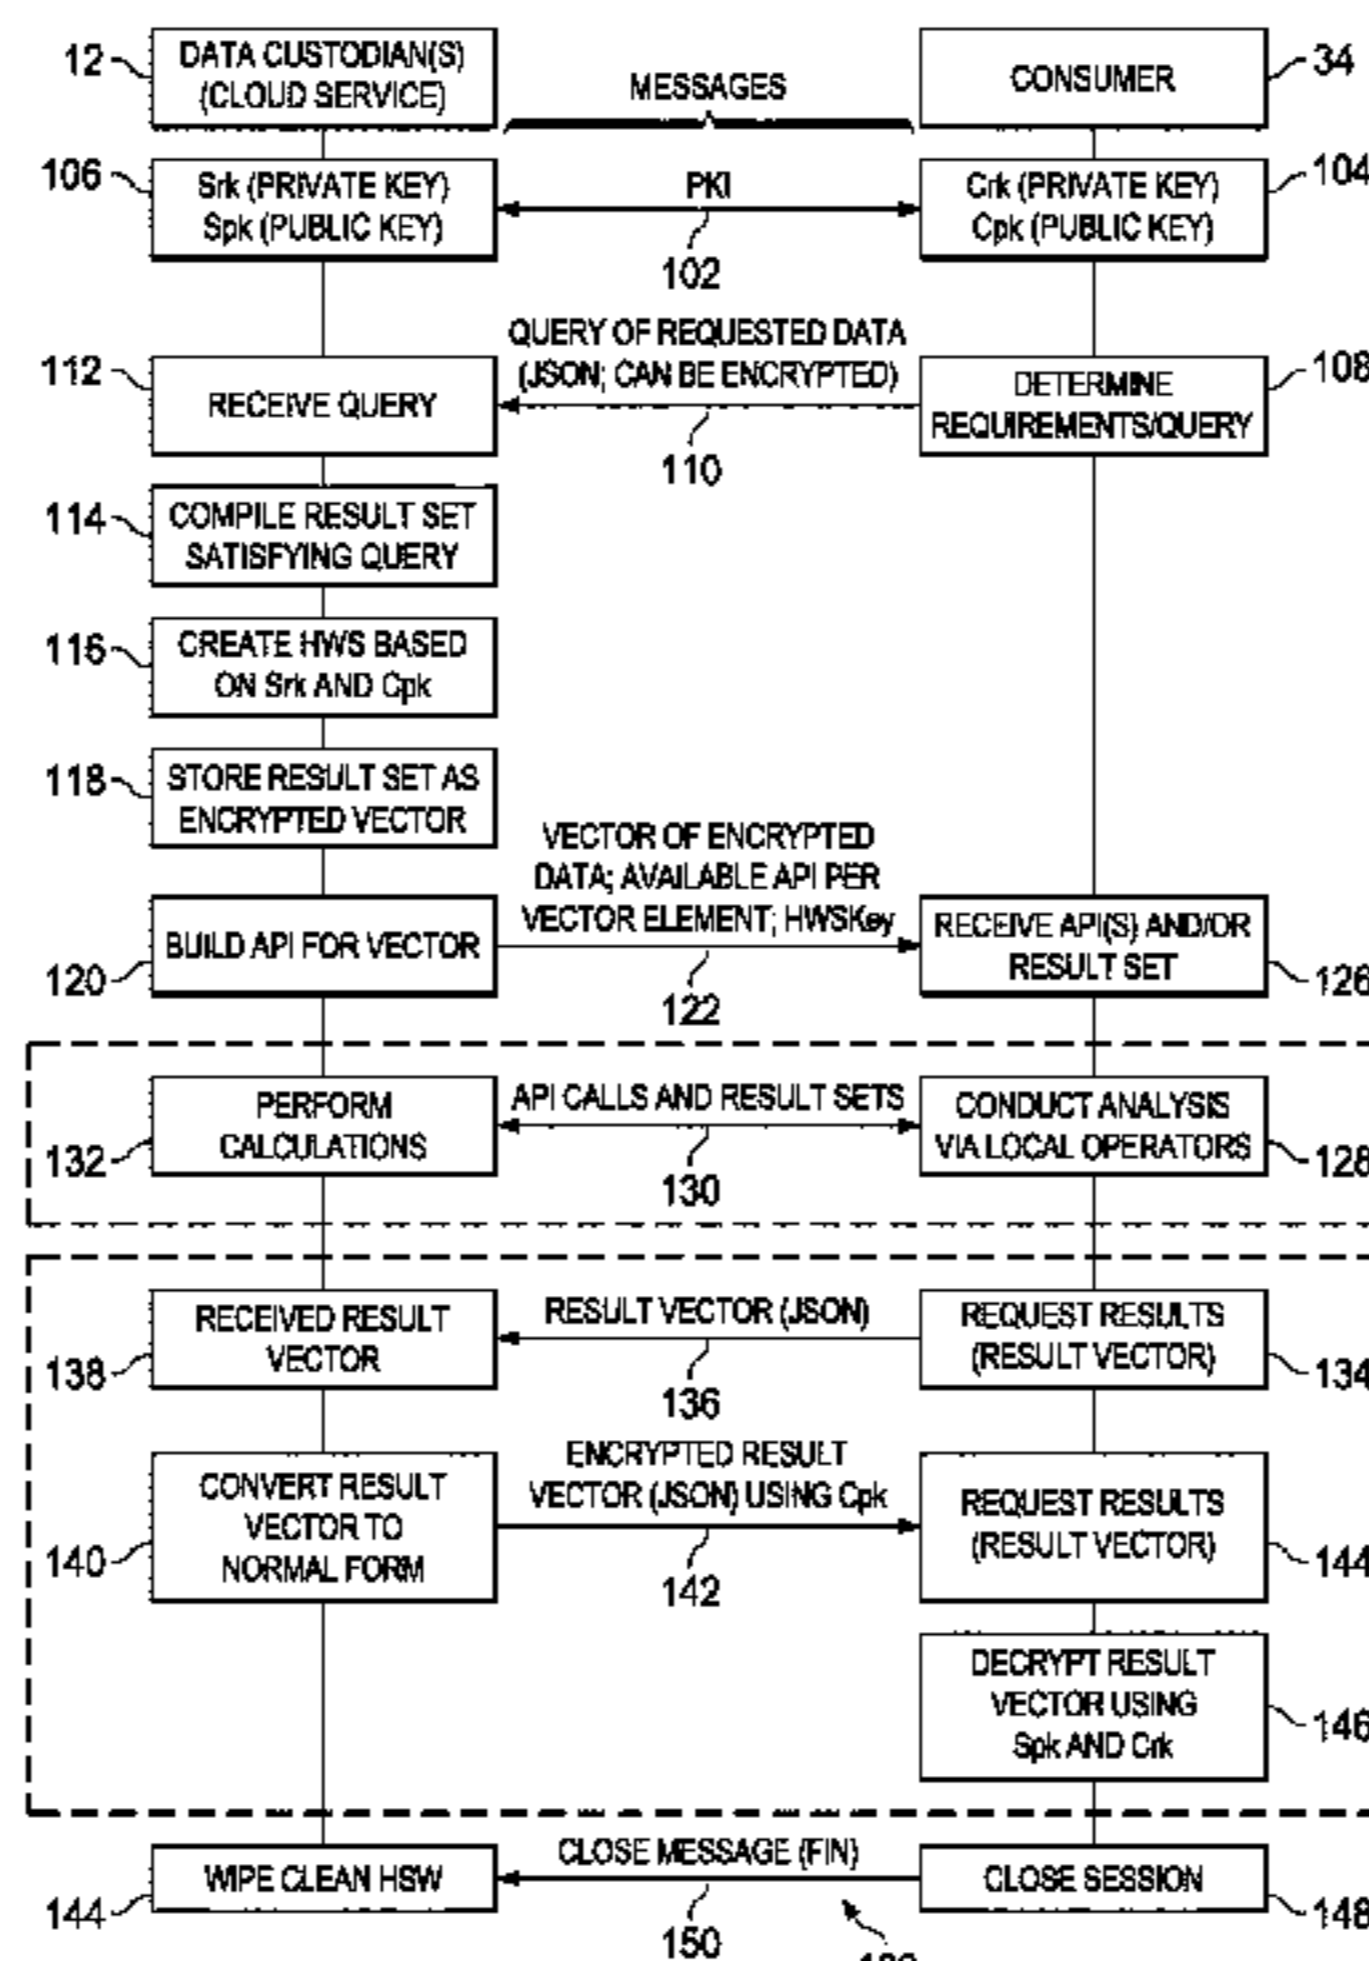 12
DATA CUSTODIAN(S)
(CLOUD SERVICE)
MESSAGES
CONSUMER
34
106
Srk (PRIVATE KEY)
Spk (PUBLIC KEY)
PKI
102
Crk (PRIVATE KEY)
Cpk (PUBLIC KEY)
104
112
RECEIVE QUERY
QUERY OF REQUESTED DATA
(JSON; CAN BE ENCRYPTED)
110
DETERMINE
REQUIREMENTS/QUERY
108
114
COMPILE RESULT SET
SATISFYING QUERY
116
CREATE HWS BASED
ON Srk AND Cpk
118
STORE RESULT SET AS
ENCRYPTED VECTOR
120
BUILD API FOR VECTOR
VECTOR OF ENCRYPTED
DATA; AVAILABLE API PER
VECTOR ELEMENT; HWSKey
122
RECEIVE API(S) AND/OR
RESULT SET
126
132
PERFORM
CALCULATIONS
API CALLS AND RESULT SETS
130
CONDUCT ANALYSIS
VIA LOCAL OPERATORS
128
138
RECEIVED RESULT
VECTOR
RESULT VECTOR (JSON)
136
REQUEST RESULTS
(RESULT VECTOR)
134
140
CONVERT RESULT
VECTOR TO
NORMAL FORM
ENCRYPTED RESULT
VECTOR (JSON) USING Cpk
142
REQUEST RESULTS
(RESULT VECTOR)
144
DECRYPT RESULT
VECTOR USING
Spk AND Crk
146
144
WIPE CLEAN HSW
CLOSE MESSAGE (FIN)
150
CLOSE SESSION
148